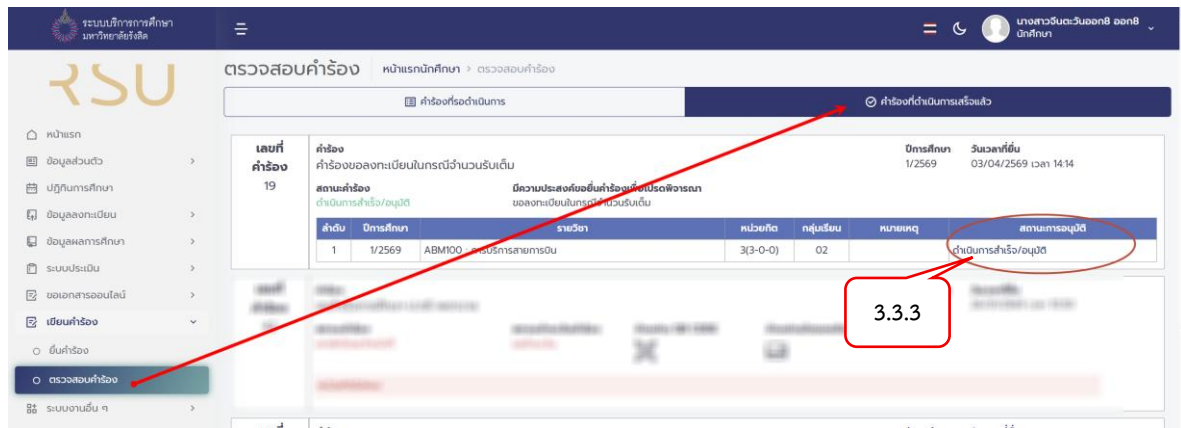 ระบบบริการการศึกษา
มหาวิทยาลัยรังสิต
นางสาวจีนตะวันออก8 ออก8
นักศึกษา
RSU
ตรวจสอบคำร้อง
หน้าแรกนักศึกษา > ตรวจสอบคำร้อง
คำร้องที่รอดำเนินการ
คำร้องที่ดำเนินการเสร็จแล้ว
หน้าแรก
ข้อมูลส่วนตัว
ปฏิทินการศึกษา
ข้อมูลลงทะเบียน
ข้อมูลผลการศึกษา
ระบบประเมิน
ขอเอกสารออนไลน์
เขียนคำร้อง
ยื่นคำร้อง
ตรวจสอบคำร้อง
ระบบงานอื่น ๆ
เลขที่
คำร้อง
19
คำร้อง
คำร้องขอลงทะเบียนในกรณีจำนวนรับเต็ม
ปีการศึกษา
1/2569
วันเวลาที่ยื่น
03/04/2569 เวลา 14:14
สถานะคำร้อง
ดำเนินการสำเร็จ/อนุมัติ
มีความประสงค์ขอยื่นคำร้องเพื่อโปรดพิจารณา
ขอลงทะเบียนในกรณีจำนวนรับเต็ม
ลำดับ ปีการศึกษา รายวิชา หน่วยกิต กลุ่มเรียน หมายเหตุ สถานะการอนุมัติ
1 1/2569 ABM100 : การบริการสายการบิน 3(3-0-0) 02 ดำเนินการสำเร็จ/อนุมัติ
3.3.3